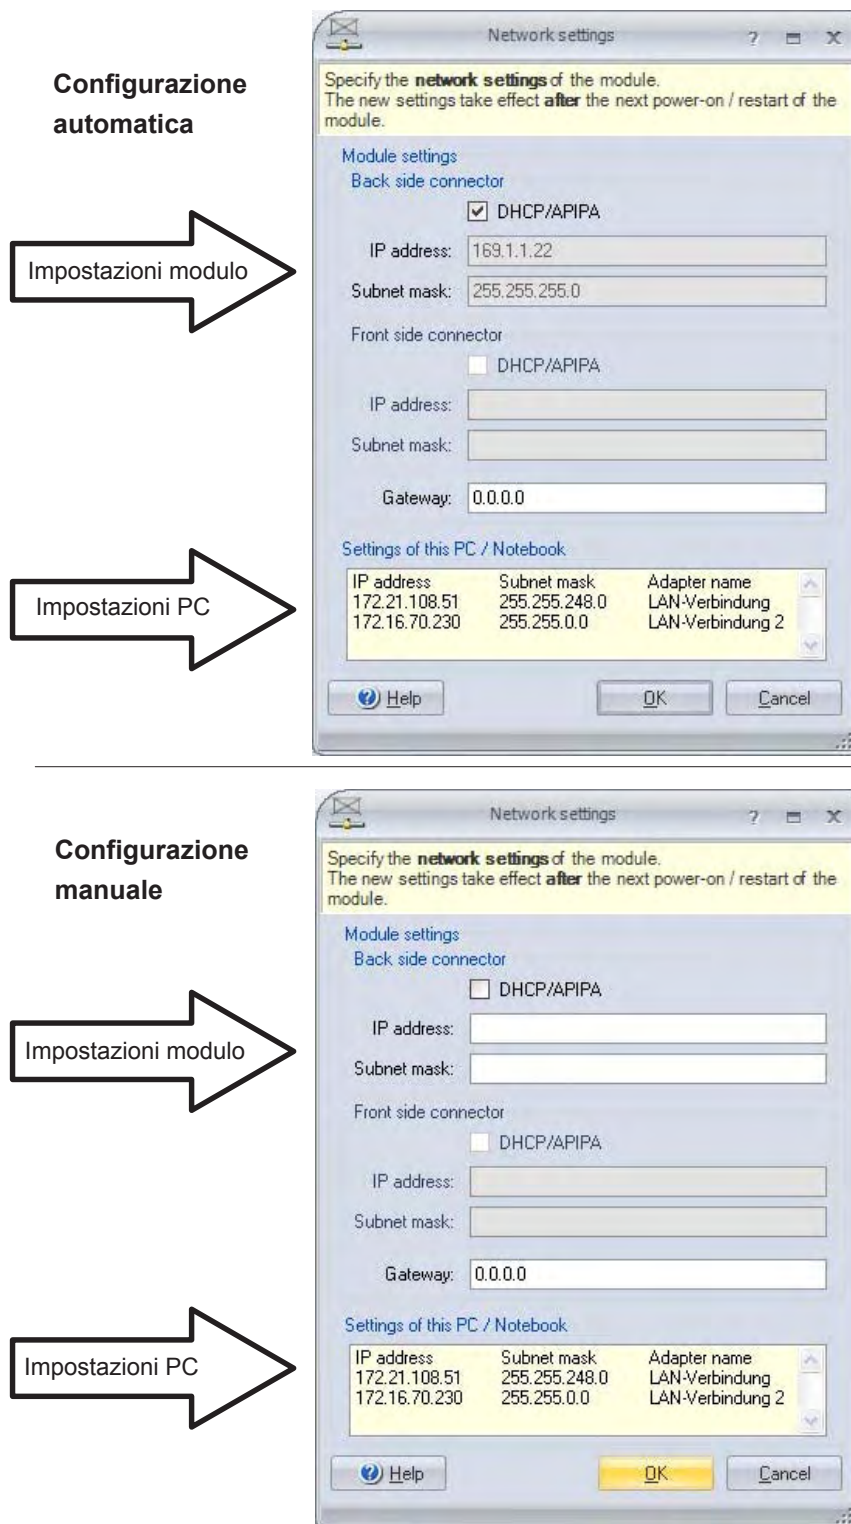 Configurazione
automatica
Impostazioni modulo
Impostazioni PC
Network settings
Specify the network settings of the module.
The new settings take effect after the next power-on / restart of the
module.
Module settings
Back side connector
DHCP/APIPA
IP address: 169.1.1.22
Subnet mask: 255.255.255.0
Front side connector
DHCP/APIPA
IP address:
Subnet mask:
Gateway: 0.0.0.0
Settings of this PC / Notebook
IP address Subnet mask Adapter name
172.21.108.51 255.255.248.0 LAN-Verbindung
172.16.70.230 255.255.0.0 LAN-Verbindung 2
Help OK Cancel
Configurazione
manuale
Impostazioni modulo
Impostazioni PC
Network settings
Specify the network settings of the module.
The new settings take effect after the next power-on / restart of the
module.
Module settings
Back side connector
DHCP/APIPA
IP address:
Subnet mask:
Front side connector
DHCP/APIPA
IP address:
Subnet mask:
Gateway: 0.0.0.0
Settings of this PC / Notebook
IP address Subnet mask Adapter name
172.21.108.51 255.255.248.0 LAN-Verbindung
172.16.70.230 255.255.0.0 LAN-Verbindung 2
Help OK Cancel